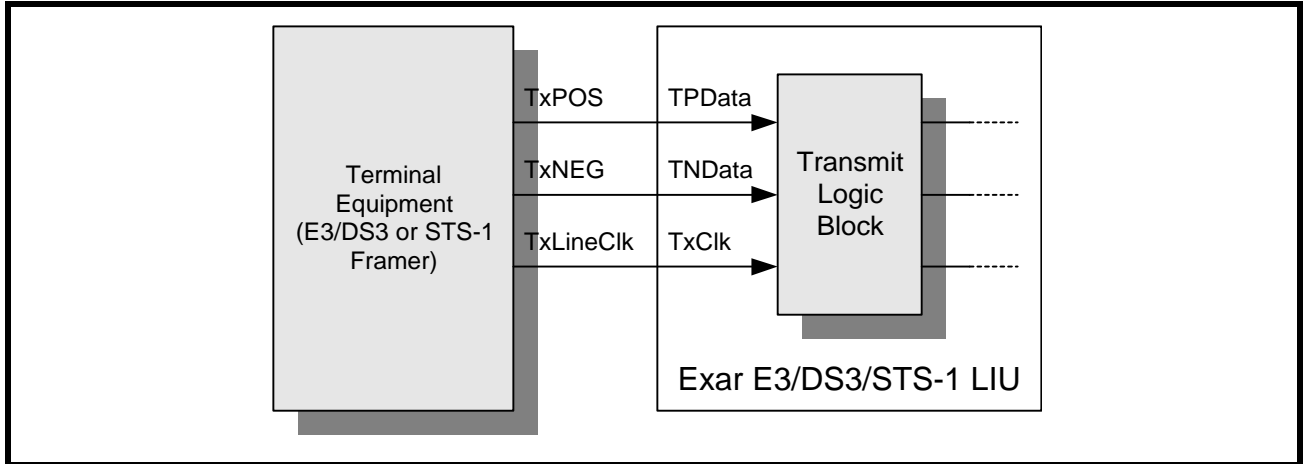 Terminal
Equipment
(E3/DS3 or STS-1
Framer)
TxPOS
TPData
TxNEG
TNData
TxLineClk
TxClk
Transmit
Logic
Block
Exar E3/DS3/STS-1 LIU